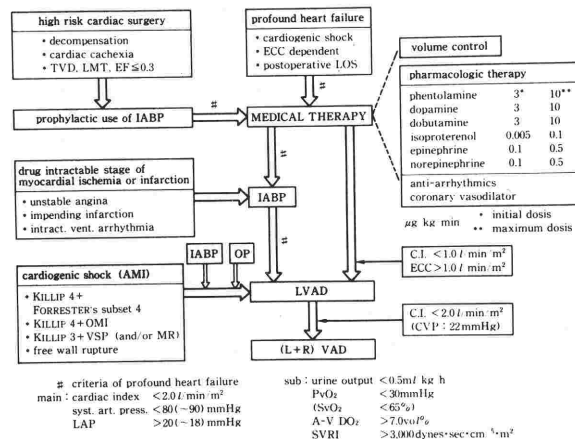 high risk cardiac surgery
• decompensation
• cardiac cachexia
• TVD, LMT, EF≦0.3
profound heart failure
• cardiogenic shock
• ECC dependent
• postoperative LOS
volume control
pharmacologic therapy
phentolamine 3* 10**
dopamine 3 10
dobutamine 3 10
isoproterenol 0.005 0.1
epinephrine 0.1 0.5
norepinephrine 0.1 0.5
anti-arrhythmics
coronary vasodilator
μg kg min * initial dosis
** maximum dosis
#
prophylactic use of IABP
#
MEDICAL THERAPY
#
drug intractable stage of
myocardial ischemia or infarction
• unstable angina
• impending infarction
• intract. vent. arrhythmia
IABP
#
IABP
OP
C.I. <1.0 l/min/m²
ECC>1.0 l/min/m²
cardiogenic shock (AMI)
• KILLIP 4+
FORRESTER's subset 4
• KILLIP 4+OMI
• KILLIP 3+VSP (and/or MR)
• free wall rupture
LVAD
C.I. <2.0 l/min/m²
(CVP : 22mmHg)
(L+R) VAD
# criteria of profound heart failure
main : cardiac index <2.0 l/min/m²
syst. art. press. <80(~90) mmHg
LAP >20(~18) mmHg
sub : urine output <0.5ml kg h
PvO₂ <30mmHg
(SvO₂ <65%)
A-V DO₂ >7.0vol%
SVRI >3,000dynes·sec·cm⁻⁵·m²